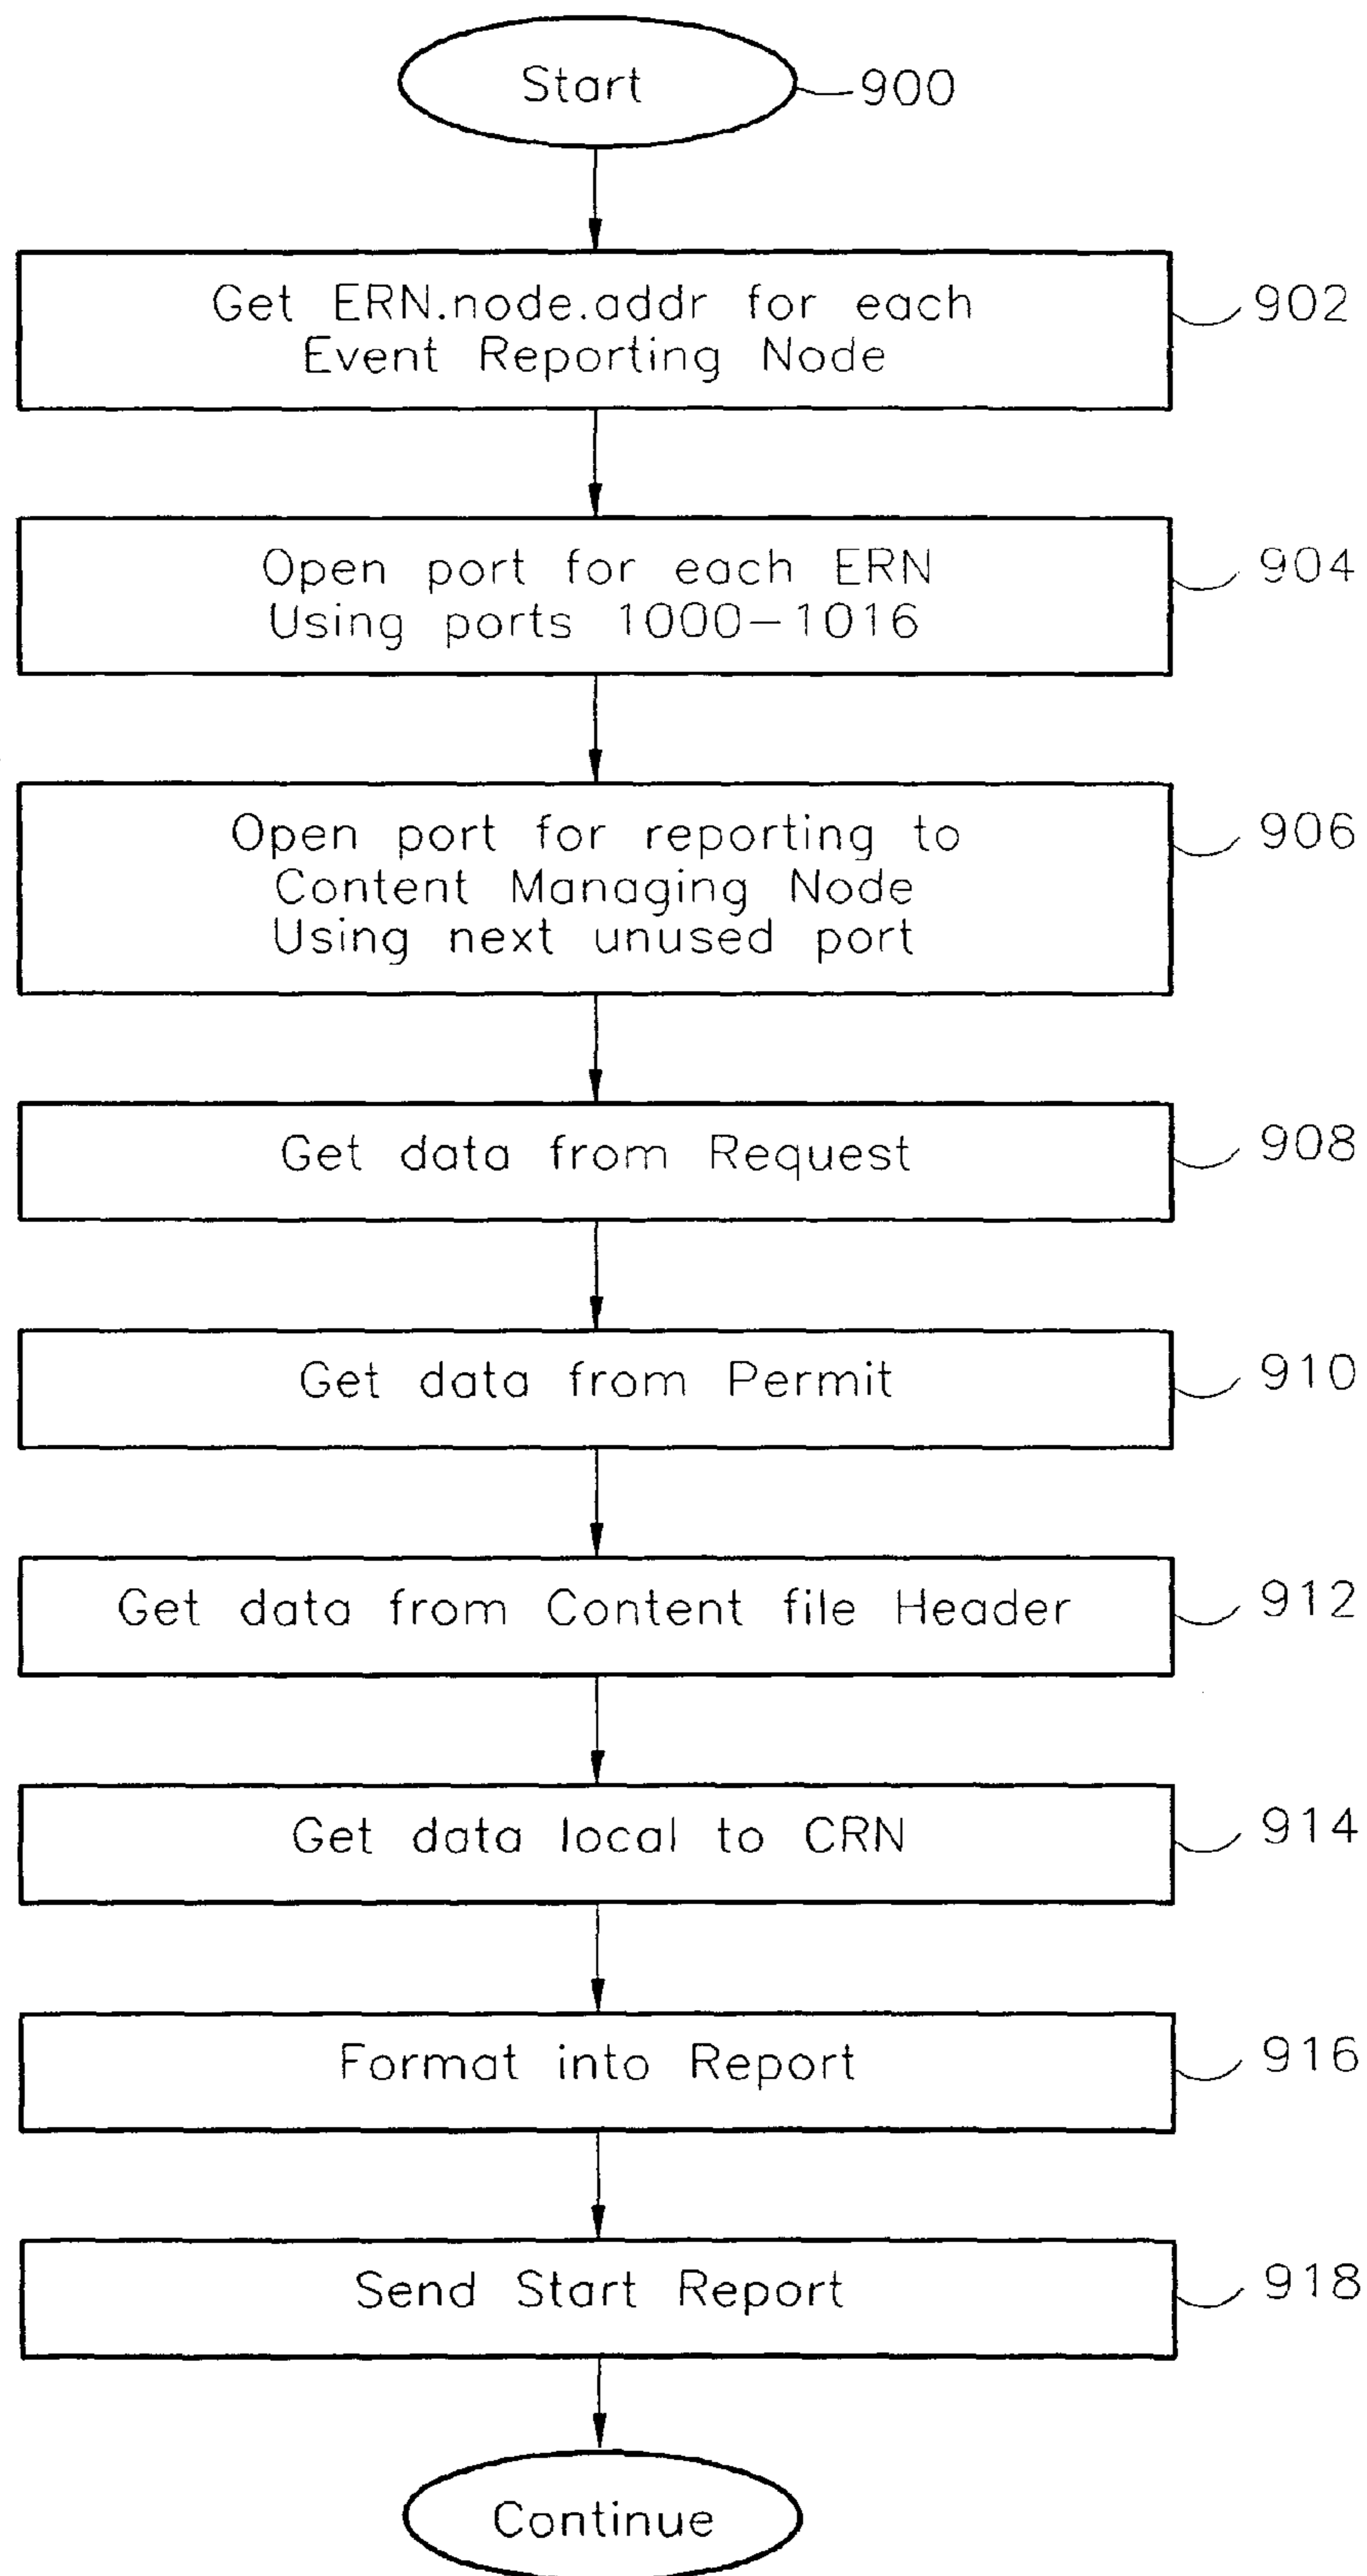 Start
900
Get ERN.node.addr for each
Event Reporting Node
902
Open port for each ERN
Using ports 1000-1016
904
Open port for reporting to
Content Managing Node
Using next unused port
906
Get data from Request
908
Get data from Permit
910
Get data from Content file Header
912
Get data local to CRN
914
Format into Report
916
Send Start Report
918
Continue